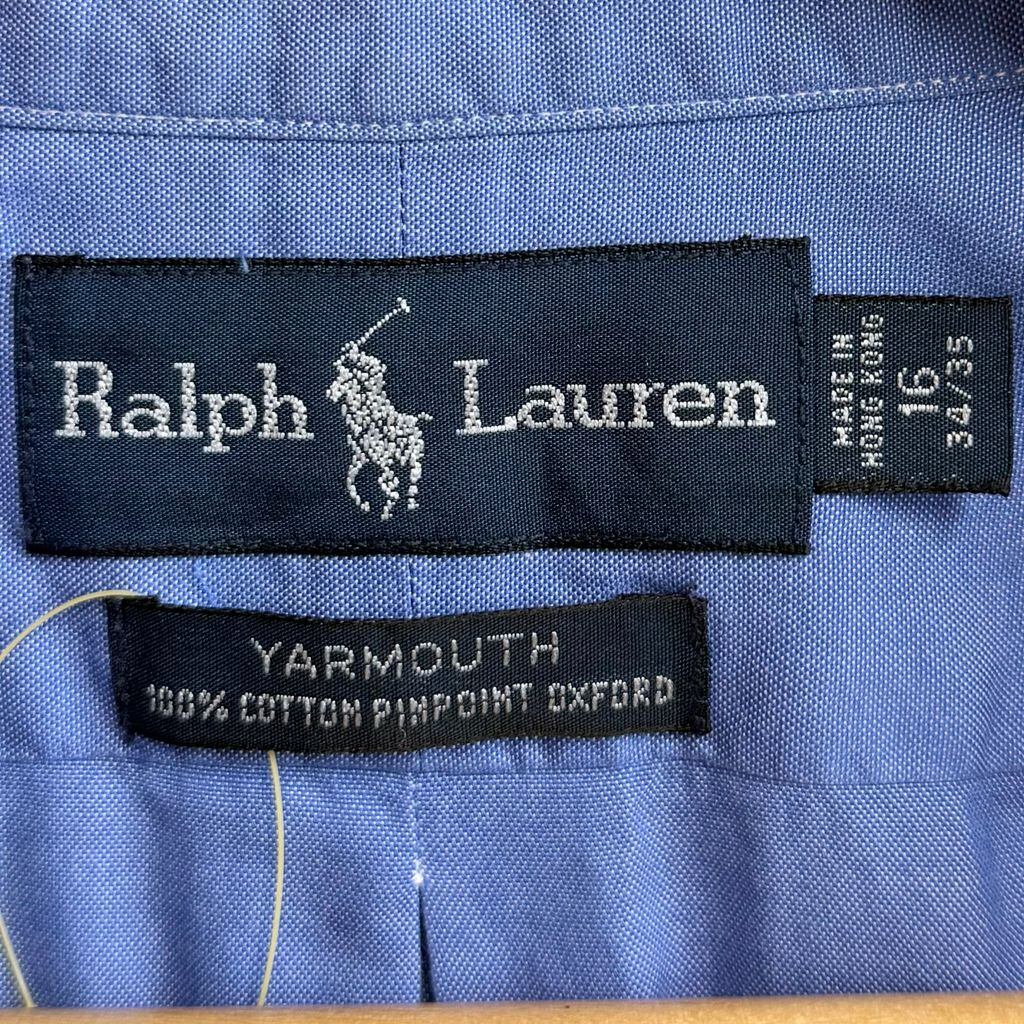 Ralph Lauren
MADE IN
HONG KONG
16
34/35
YARMOUTH
100% COTTON PINPOINT OXFORD